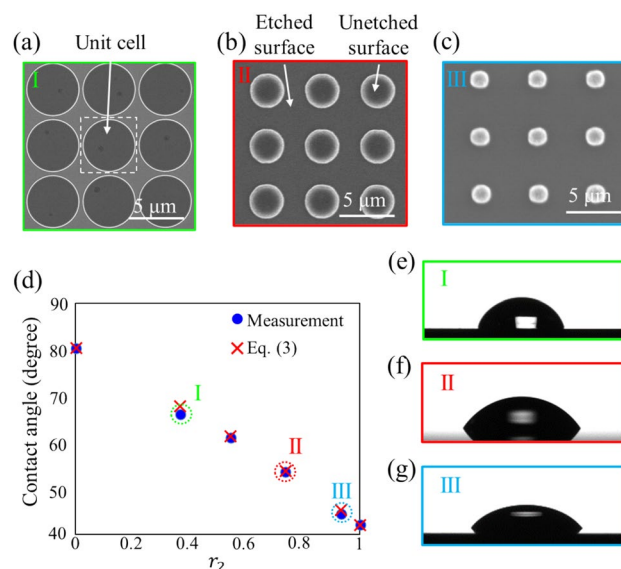 (a)
Unit cell
I
5 μm
(b)
Etched
surface
Unetched
surface
II
5 μm
(c)
III
5 μm
(d)
Contact angle (degree)
90
80
70
60
50
40
Measurement
Eq. (3)
I
II
III
0
0.2
0.4
0.6
0.8
1
r₂
(e)
I
(f)
II
(g)
III